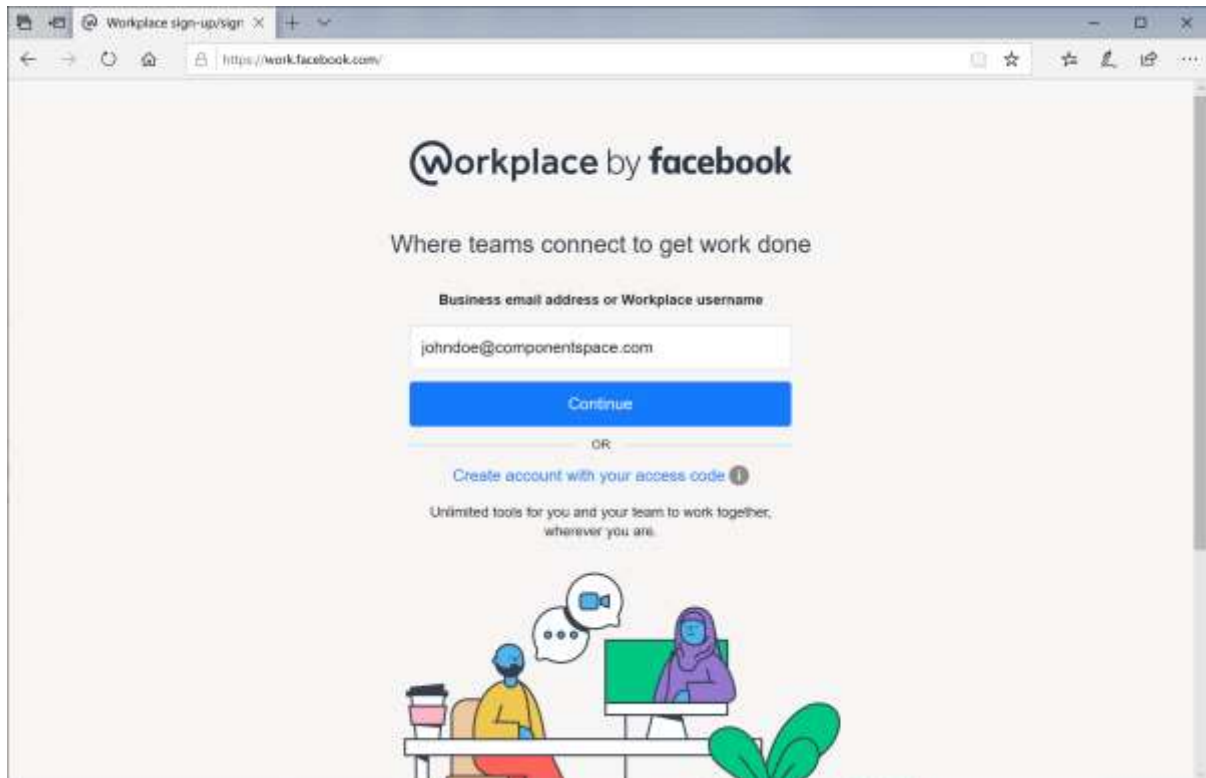 Workplace sign-up/sign
https://work.facebook.com/
Workplace by facebook
Where teams connect to get work done
Business email address or Workplace username
johndoe@componentspace.com
Continue
OR
Create account with your access code
Unlimited tools for you and your team to work together,
wherever you are.